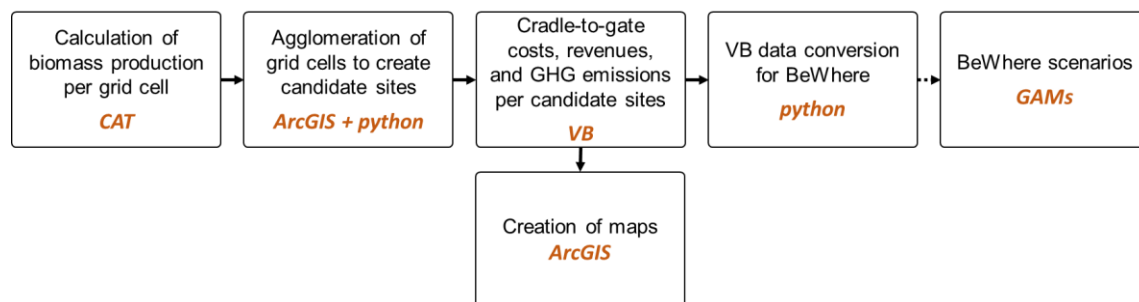 Calculation of
biomass production
per grid cell
CAT
Agglomeration of
grid cells to create
candidate sites
ArcGIS + python
Cradle-to-gate
costs, revenues,
and GHG emissions
per candidate sites
VB
VB data conversion
for BeWhere
python
BeWhere scenarios
GAMs
Creation of maps
ArcGIS